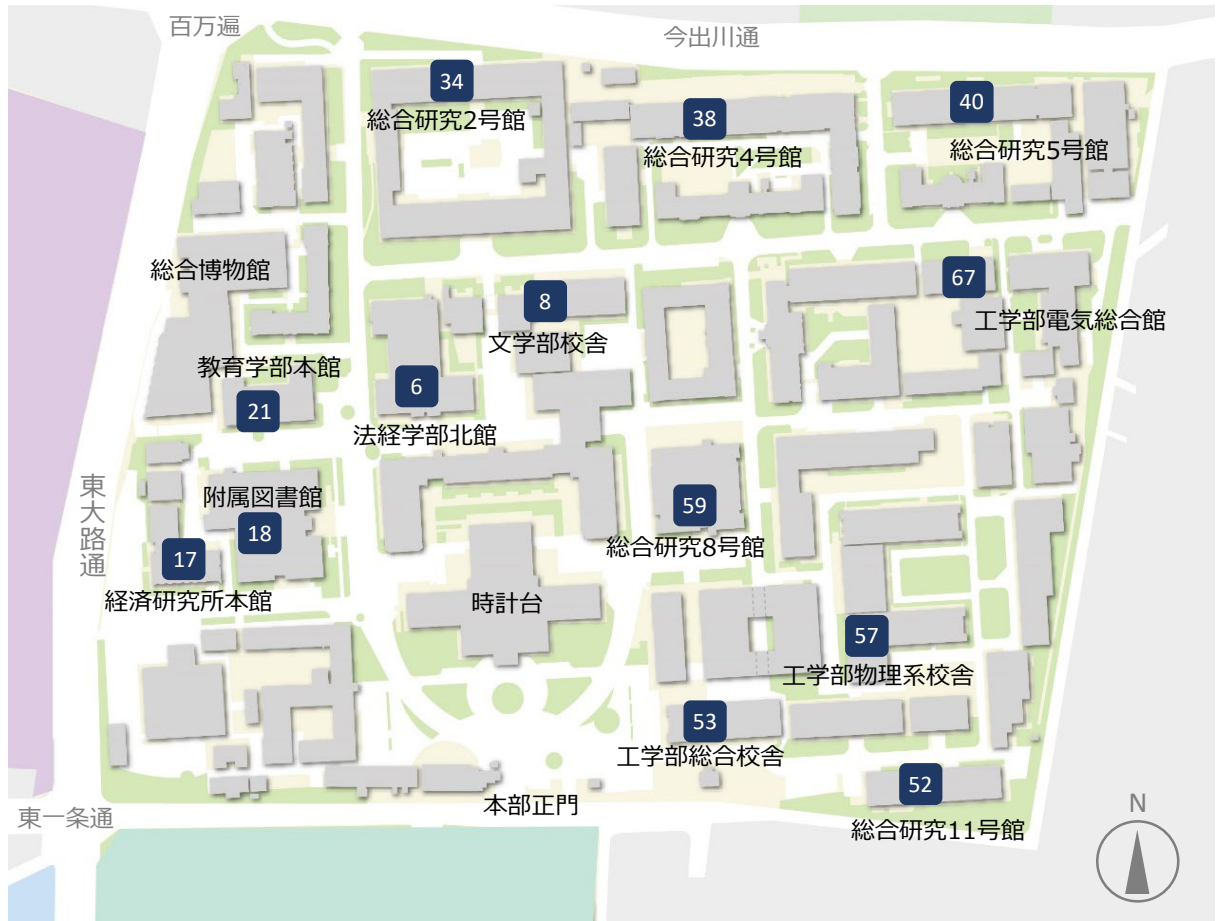 百万遍
今出川通
34
総合研究2号館
38
総合研究4号館
40
総合研究5号館
総合博物館
8
文学部校舎
67
工学部電気総合館
教育学部本館
21
6
法経学部北館
東大路通
附属図書館
18
59
総合研究8号館
17
経済研究所本館
時計台
57
工学部物理系校舎
53
工学部総合校舎
52
総合研究11号館
本部正門
東一条通
N